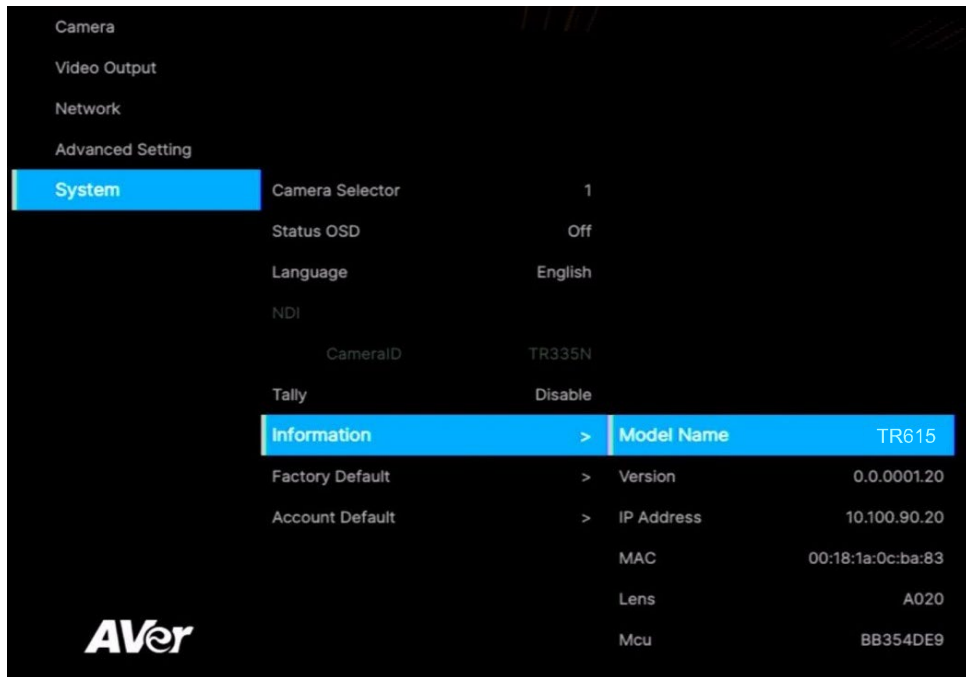 Camera
Video Output
Network
Advanced Setting
System
Camera Selector 1
Status OSD Off
Language English
NDI
CameraID TR335N
Tally Disable
Information > Model Name TR615
Factory Default > Version 0.0.0001.20
Account Default > IP Address 10.100.90.20
MAC 00:18:1a:0c:ba:83
Lens A020
Mcu BB354DE9
AVer